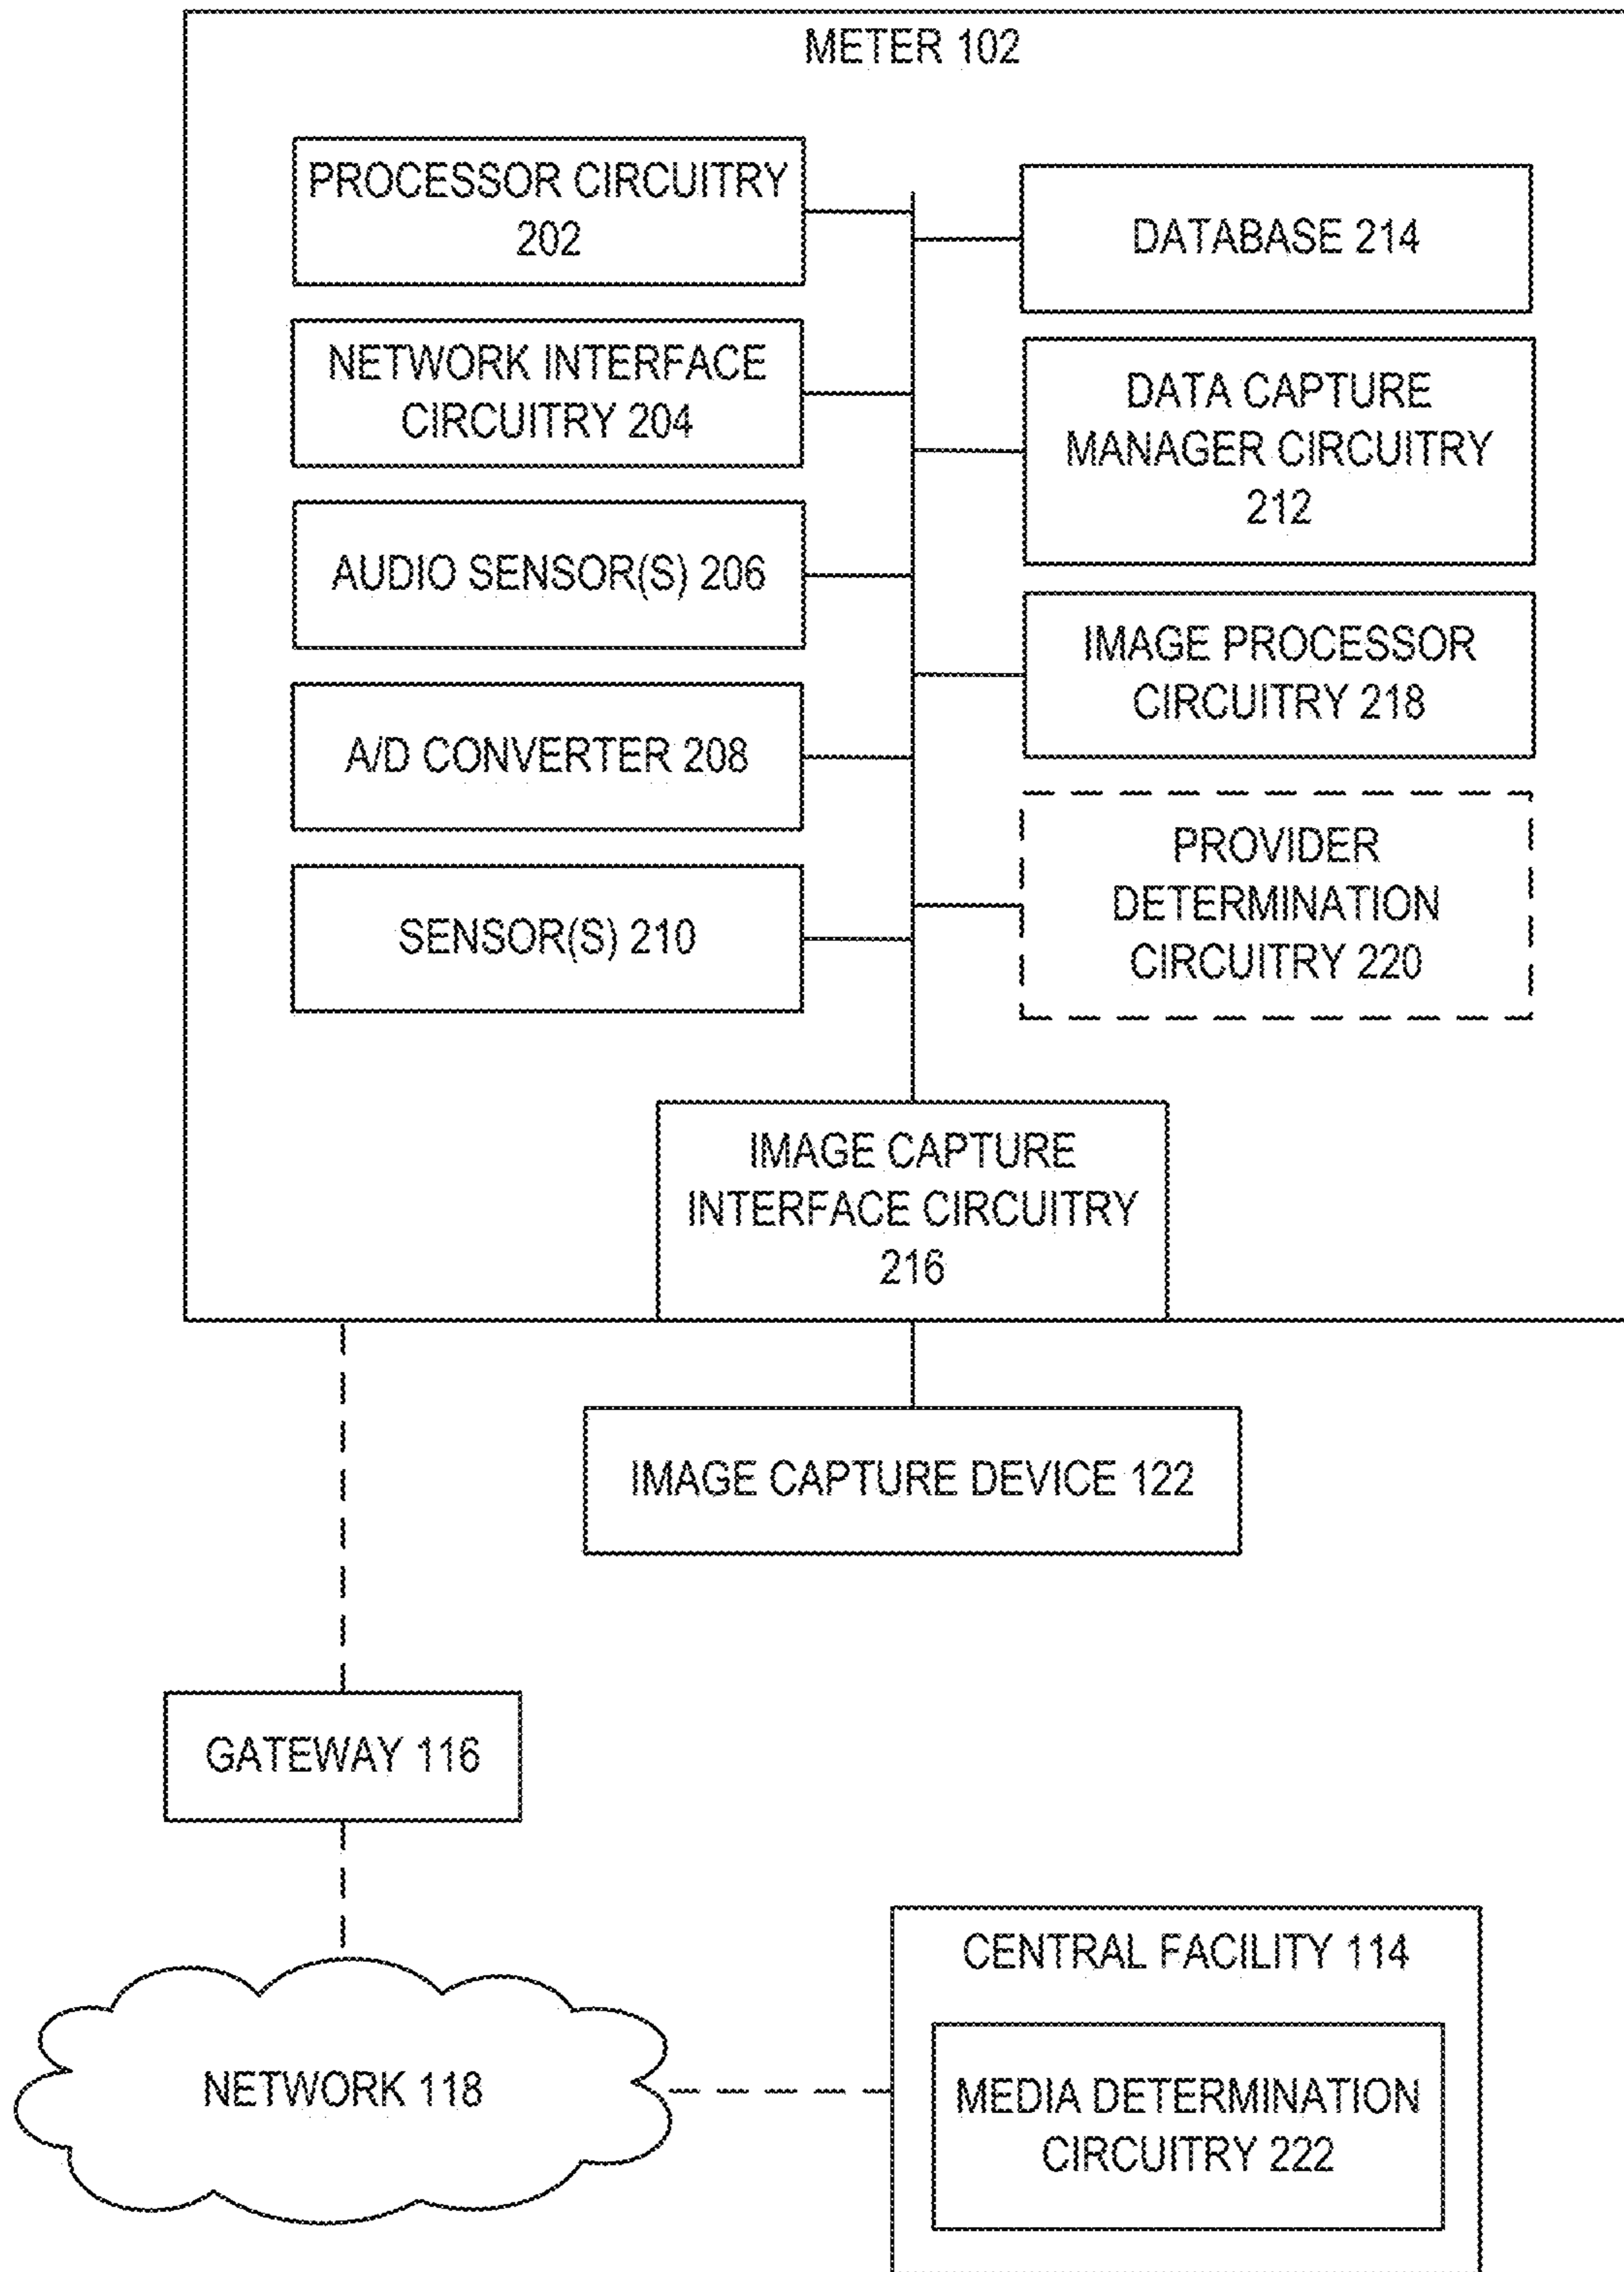 METER 102
PROCESSOR CIRCUITRY
202
NETWORK INTERFACE
CIRCUITRY 204
AUDIO SENSOR(S) 206
A/D CONVERTER 208
SENSOR(S) 210
DATABASE 214
DATA CAPTURE
MANAGER CIRCUITRY
212
IMAGE PROCESSOR
CIRCUITRY 218
PROVIDER
DETERMINATION
CIRCUITRY 220
IMAGE CAPTURE
INTERFACE CIRCUITRY
216
IMAGE CAPTURE DEVICE 122
GATEWAY 116
NETWORK 118
CENTRAL FACILITY 114
MEDIA DETERMINATION
CIRCUITRY 222